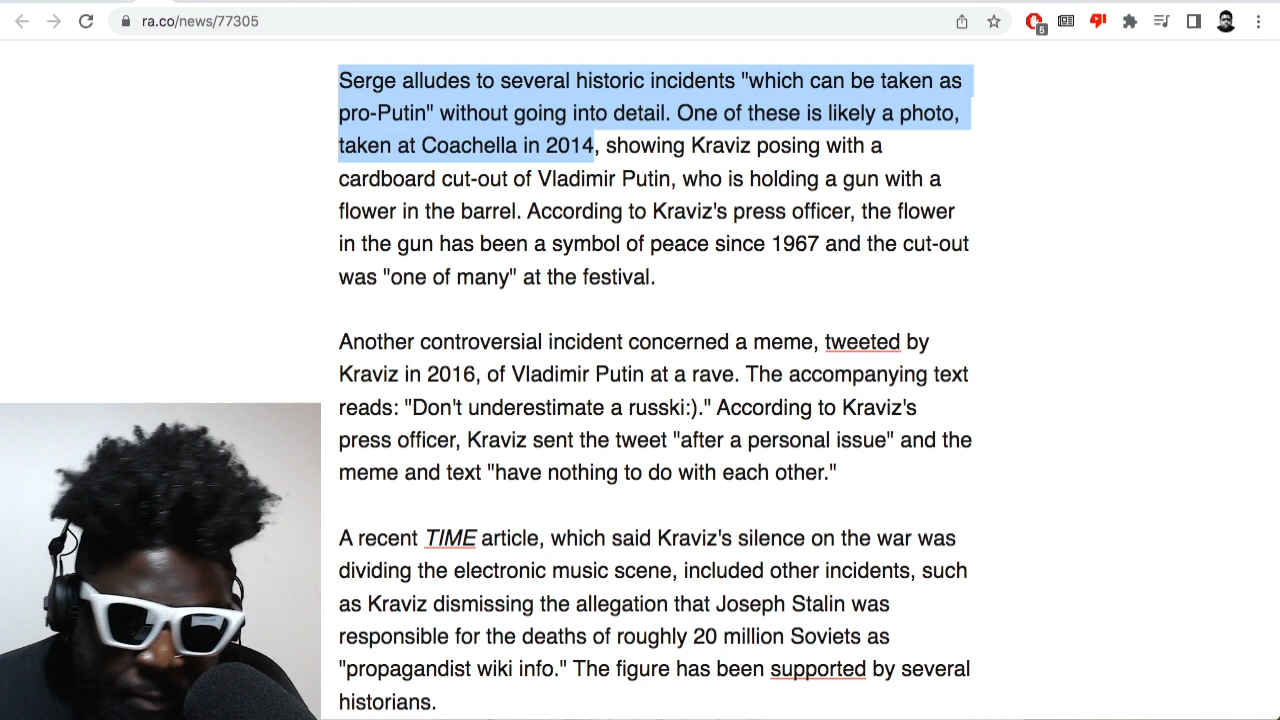 ra.co/news/77305
5
Serge alludes to several historic incidents "which can be taken as
pro-Putin" without going into detail. One of these is likely a photo,
taken at Coachella in 2014, showing Kraviz posing with a
cardboard cut-out of Vladimir Putin, who is holding a gun with a
flower in the barrel. According to Kraviz's press officer, the flower
in the gun has been a symbol of peace since 1967 and the cut-out
was "one of many" at the festival.
Another controversial incident concerned a meme, tweeted by
Kraviz in 2016, of Vladimir Putin at a rave. The accompanying text
reads: "Don't underestimate a russki:)." According to Kraviz's
press officer, Kraviz sent the tweet "after a personal issue" and the
meme and text "have nothing to do with each other."
A recent TIME article, which said Kraviz's silence on the war was
dividing the electronic music scene, included other incidents, such
as Kraviz dismissing the allegation that Joseph Stalin was
responsible for the deaths of roughly 20 million Soviets as
"propagandist wiki info." The figure has been supported by several
historians.